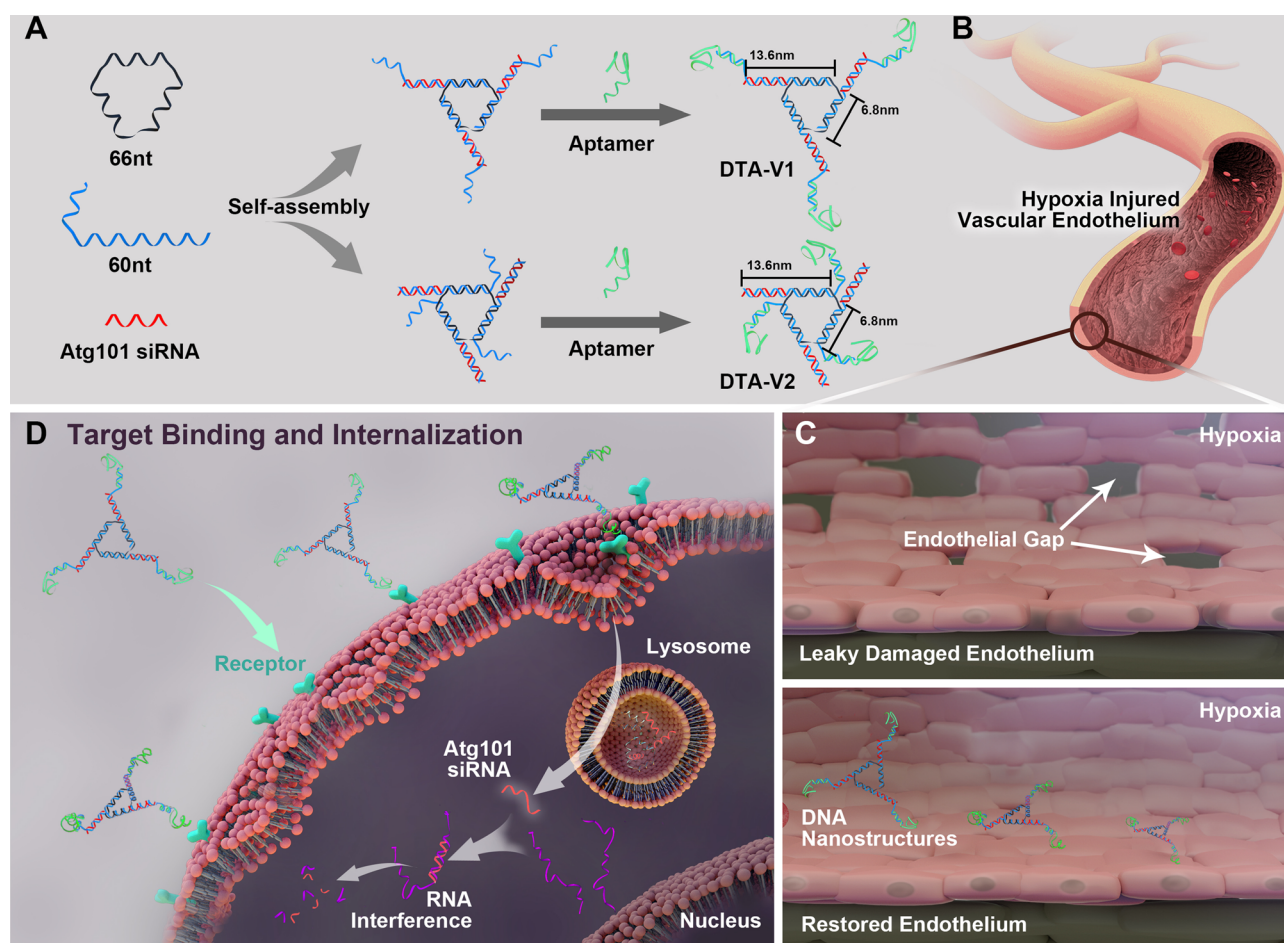 A
66nt
60nt
Atg101 siRNA
Self-assembly
Aptamer
13.6nm
6.8nm
DTA-V1
Aptamer
13.6nm
6.8nm
DTA-V2
B
Hypoxia Injured
Vascular Endothelium
D Target Binding and Internalization
Receptor
Lysosome
Atg101
siRNA
RNA
Interference
Nucleus
C
Hypoxia
Endothelial Gap
Leaky Damaged Endothelium
Hypoxia
DNA
Nanostructures
Restored Endothelium